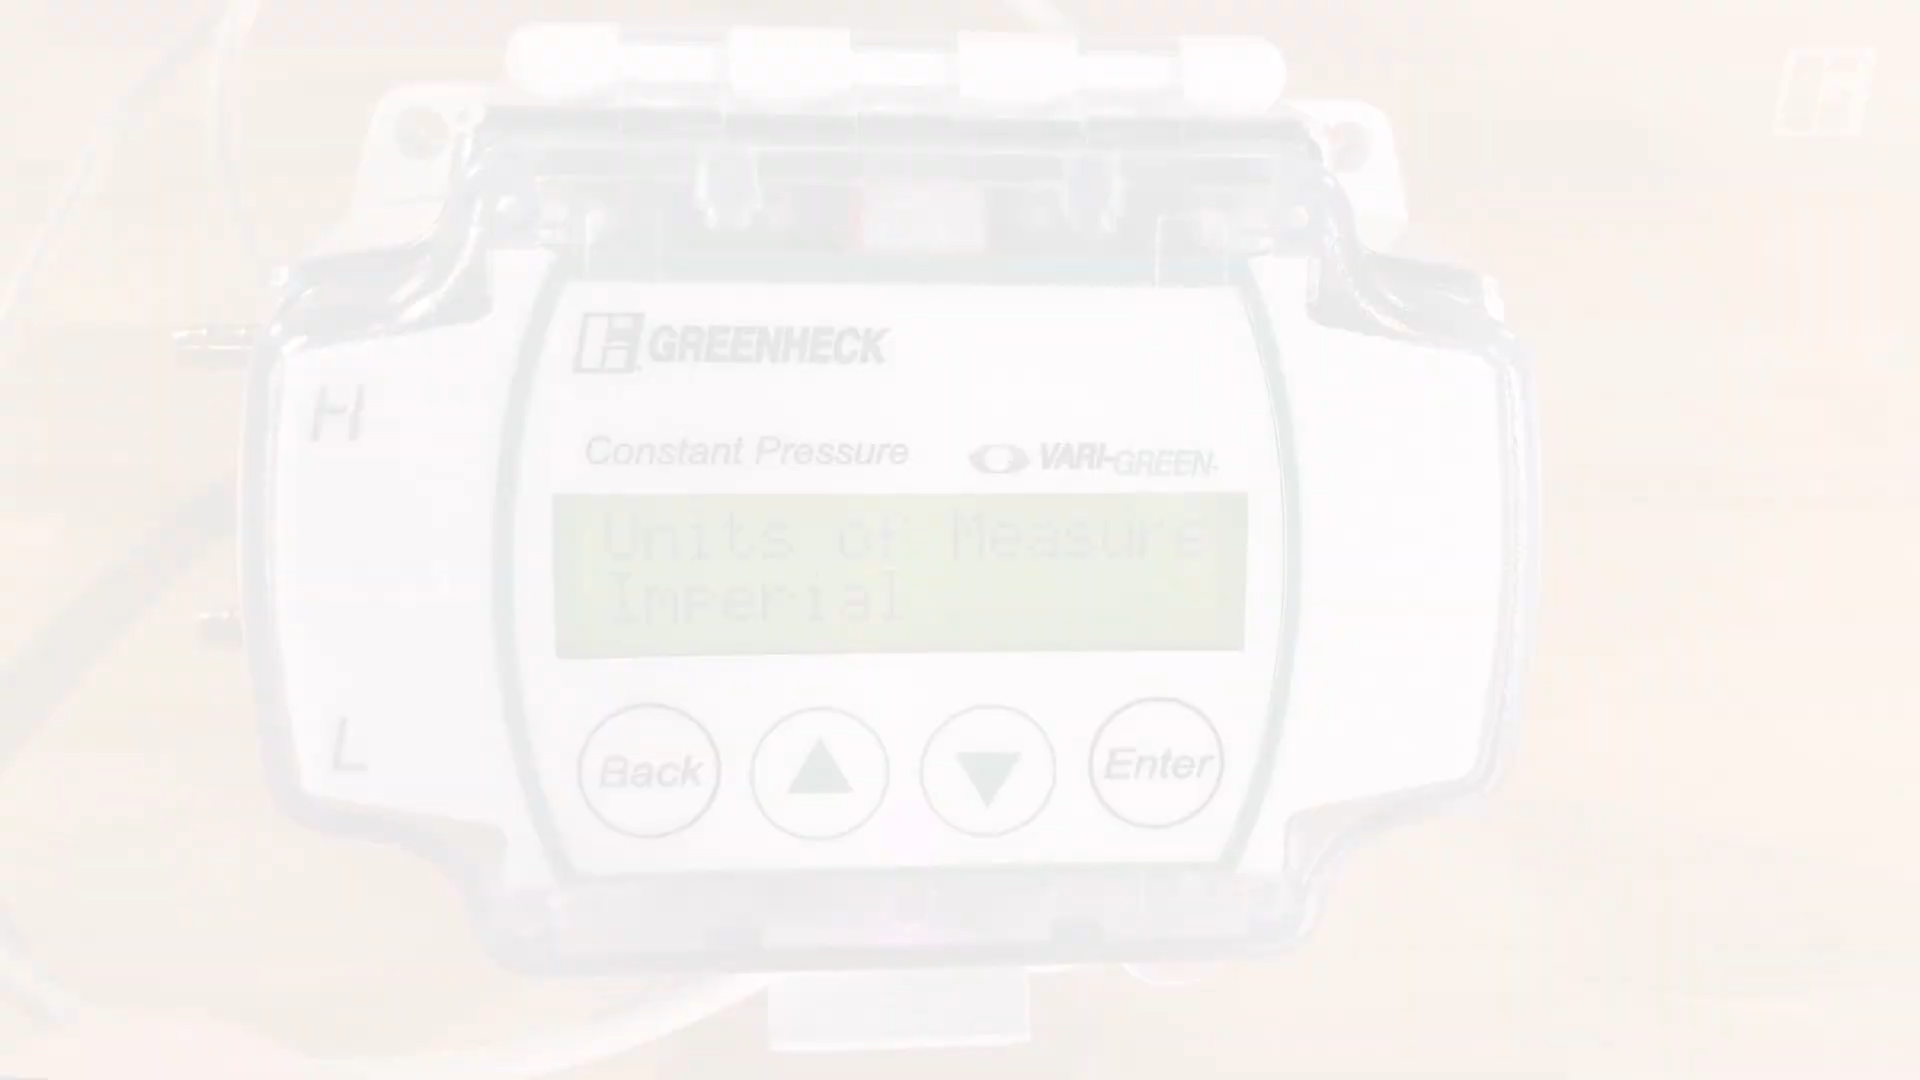 GREENHECK
Constant Pressure VARI-GREEN
Units of Measure
Imperial
H
L
Back Enter